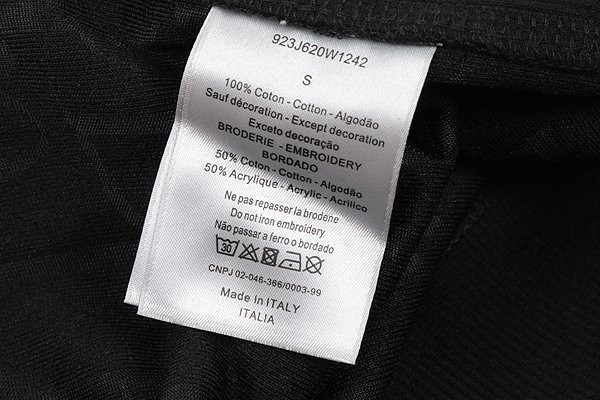 923J620W1242
S
100% Coton - Cotton - Algodão
Sauf décoration - Except decoration
Exceto decoração
BRODERIE - EMBROIDERY
BORDADO
50% Coton - Cotton - Algodão
50% Acrylique - Acrylic - Acrilico
Ne pas repasser la brodene
Do not iron embroidery
Não passar a ferro o bordado
30
CNPJ 02-046-366/0003-99
Made in ITALY
ITALIA